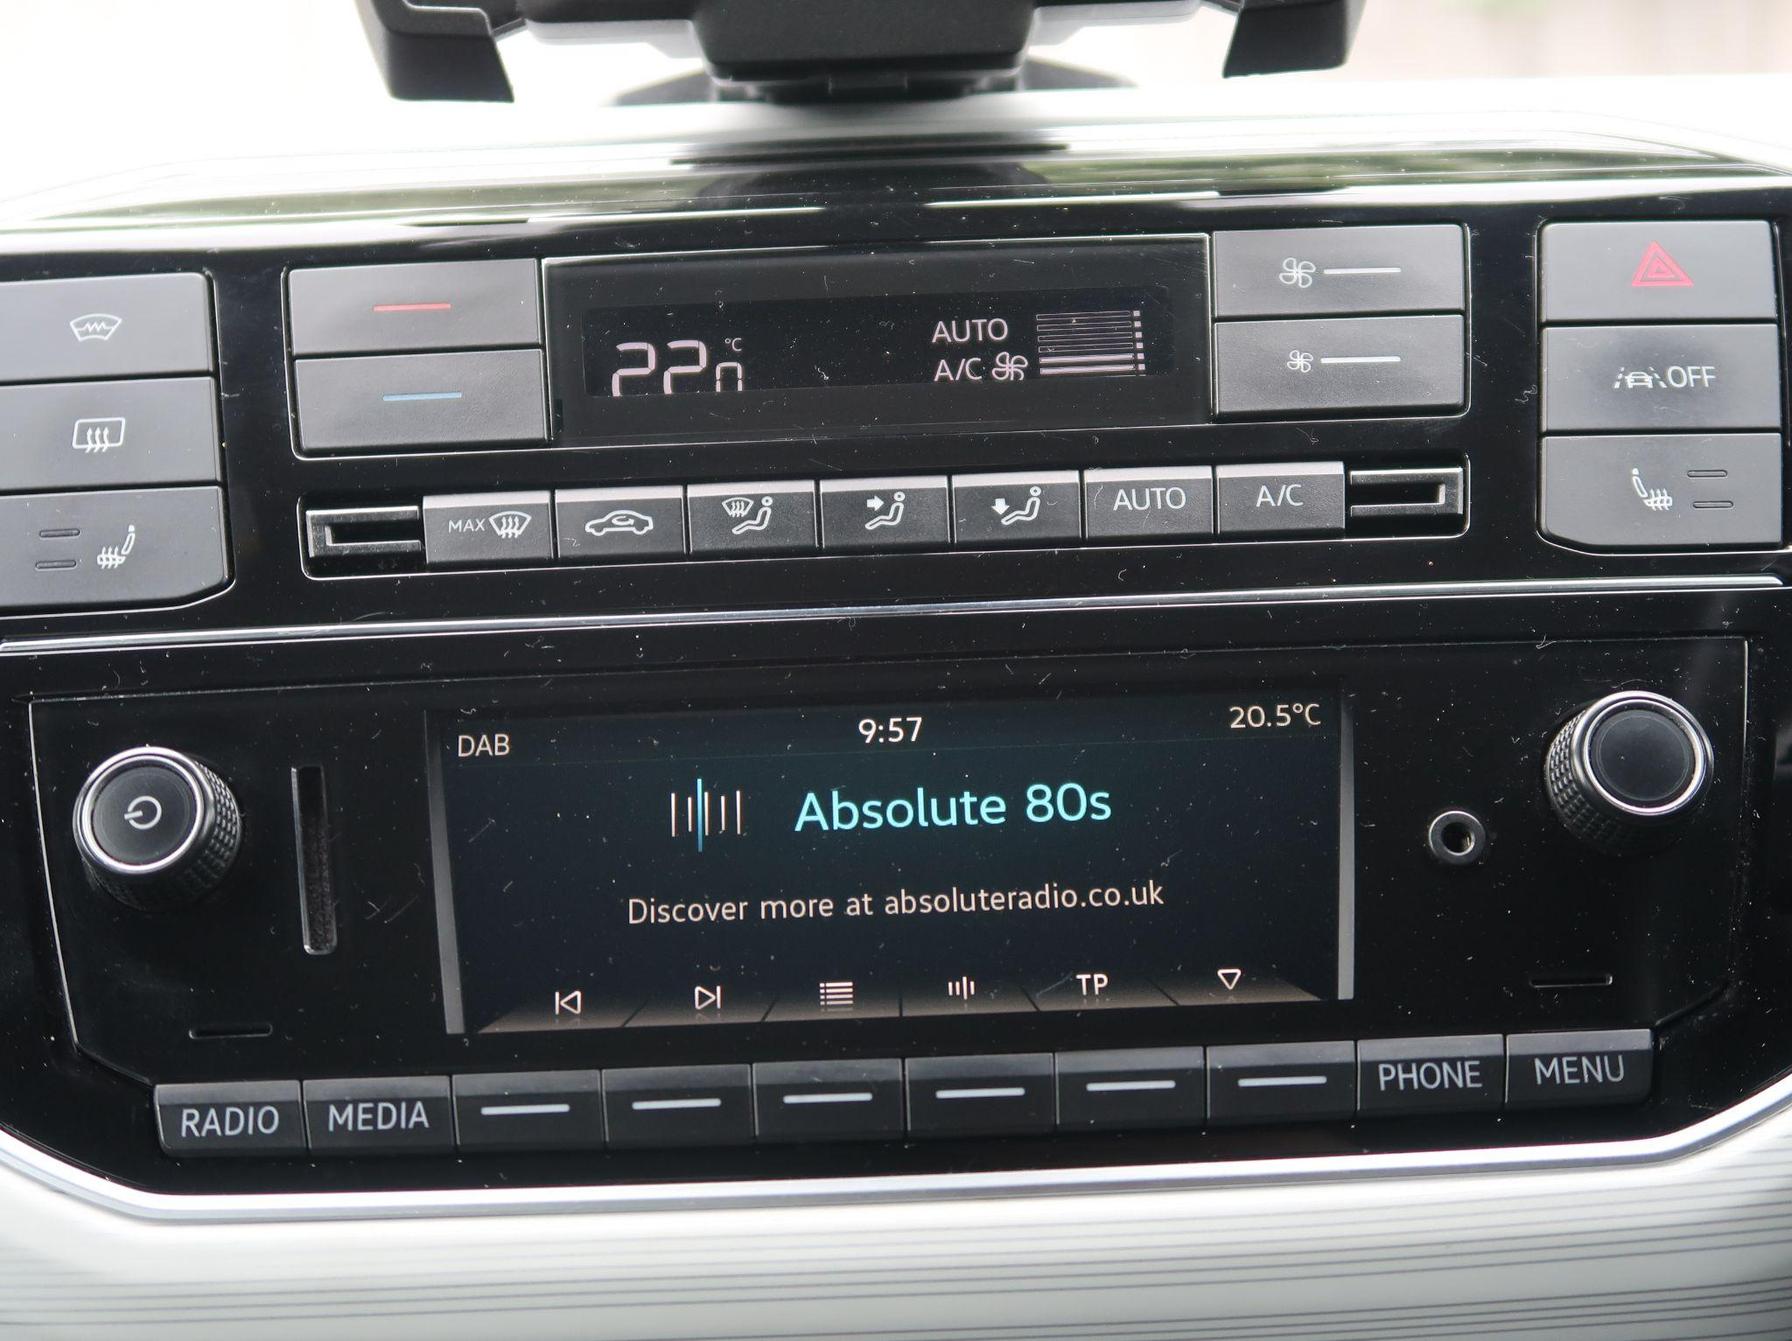 22.0 °C
AUTO
A/C
OFF
MAX
AUTO
A/C
DAB
9:57
20.5°C
Absolute 80s
Discover more at absoluteradio.co.uk
TP
RADIO
MEDIA
PHONE
MENU